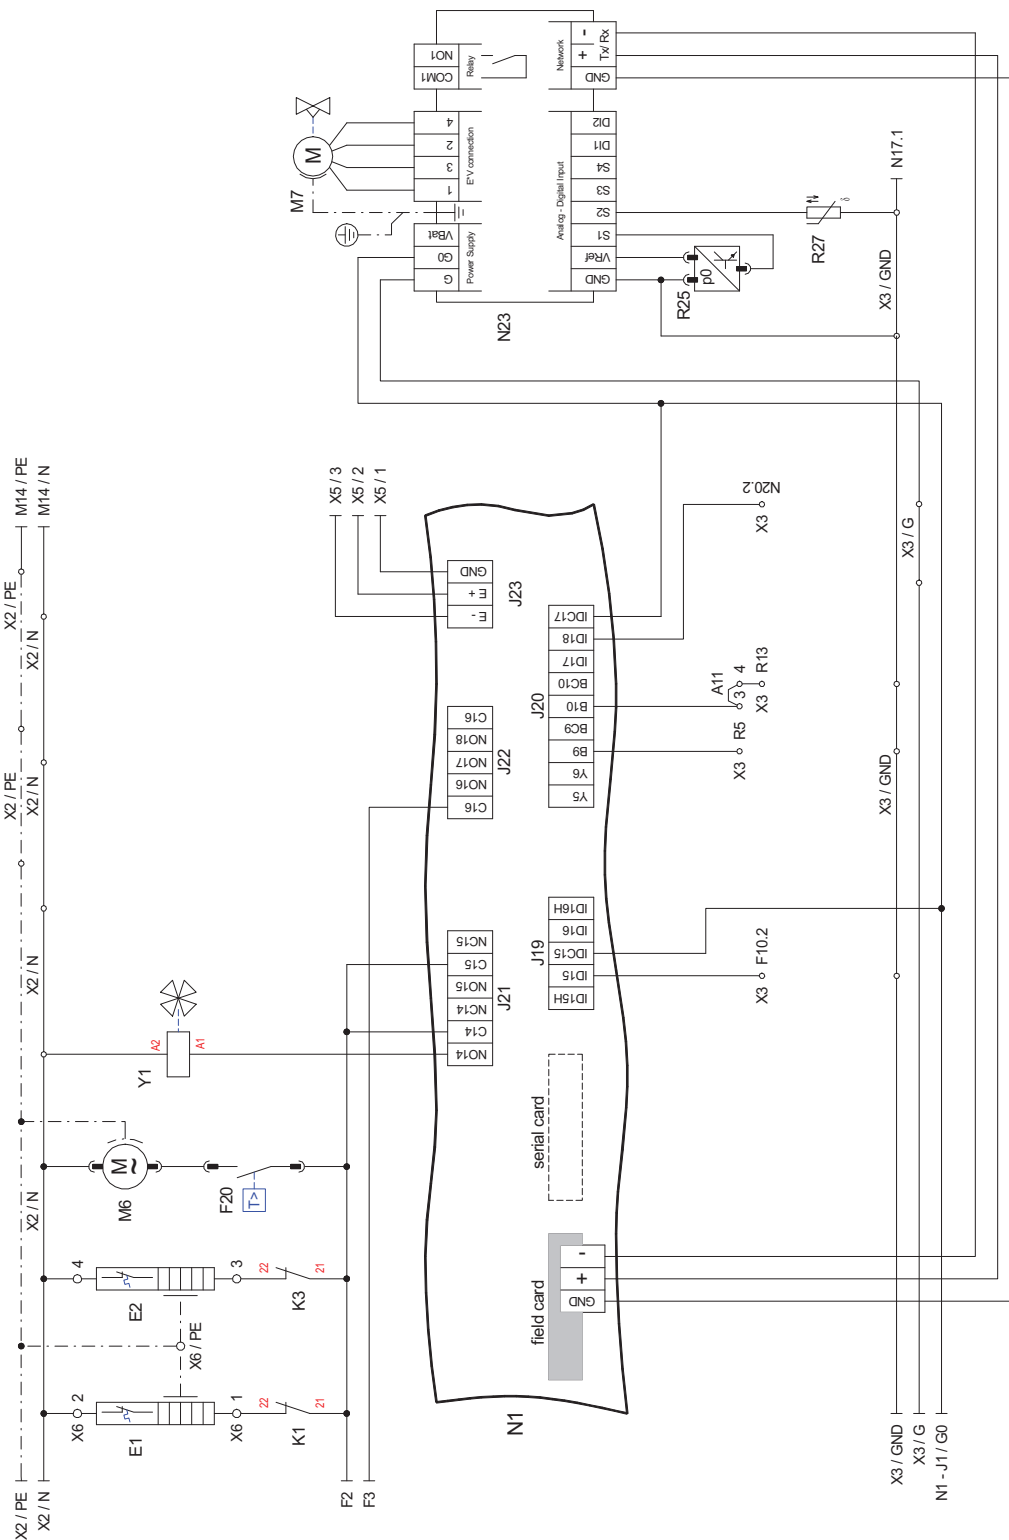 X2 / PE
X2 / PE
X2 / PE
M14 / PE
X2 / N
X2 / N
X2 / N
X2 / N
X2 / N
M14 / N
X6 2
4
E1
E2
X6 / PE
X6 1
3
22
21
K1
22
21
K3
M
~
M6
F20
T>
Y1
A2
A1
F2
F3
M7
M
X5 / 3
X5 / 2
X5 / 1
N1
NO14
C14
NC14
NO15
C15
NC15
J21
C16
NO16
NO17
NO18
C16
J22
E -
E +
GND
J23
field card
GND
+
-
serial card
J19
ID15H
ID15
IDC15
ID16
ID16H
J20
Y5
Y6
B9
BC9
B10
BC10
ID17
ID18
IDC17
X3 F10.2
X3 R5
A11
3 4
X3 R13
X3 N20.2
N23
G
G0
VBat
Power Supply
1
3
2
4
E²V connection
COM1
NO1
Relay
Analog - Digital Input
GND
VRef
S1
S2
S3
S4
DI1
DI2
Network
GND
+
-
Tx/ Rx
R25
p0
R27
X3 / GND
X3 / GND
X3 / GND
N17.1
X3 / G
X3 / G
N1 - J1 / G0